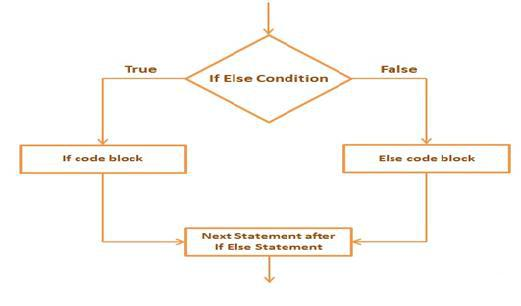 True
If Else Condition
False
If code block
Else code block
Next Statement after
If Else Statement